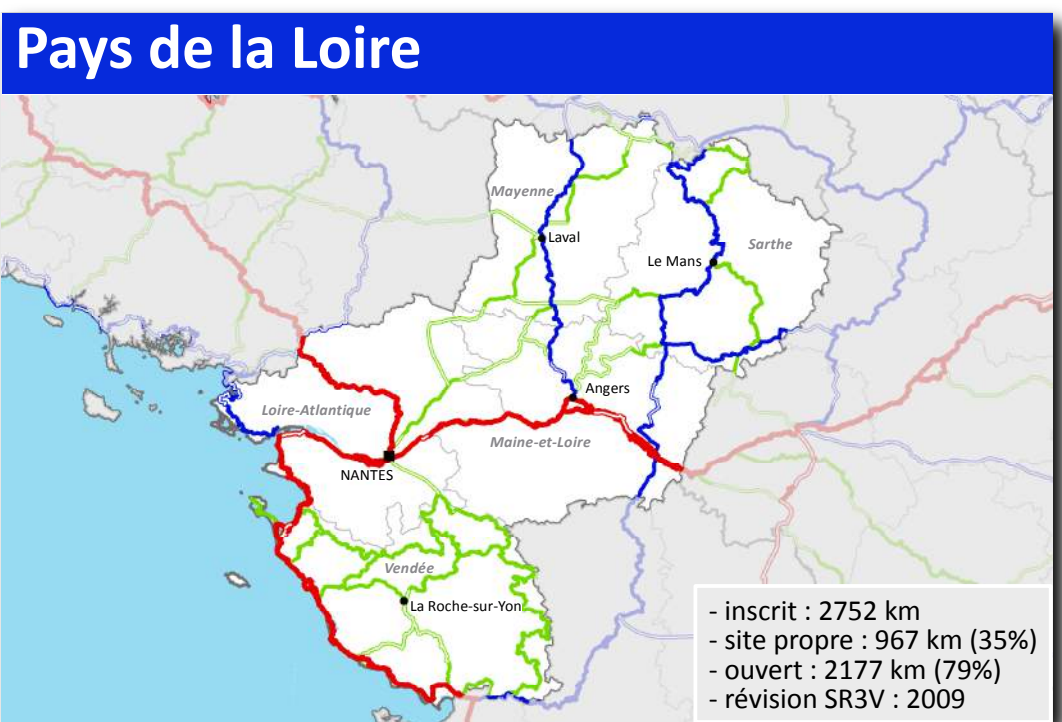 Pays de la Loire
Mayenne
Laval
Le Mans
Sarthe
Angers
Loire-Atlantique
Maine-et-Loire
NANTES
Vendée
La Roche-sur-Yon
- inscrit : 2752 km
- site propre : 967 km (35%)
- ouvert : 2177 km (79%)
- révision SR3V : 2009